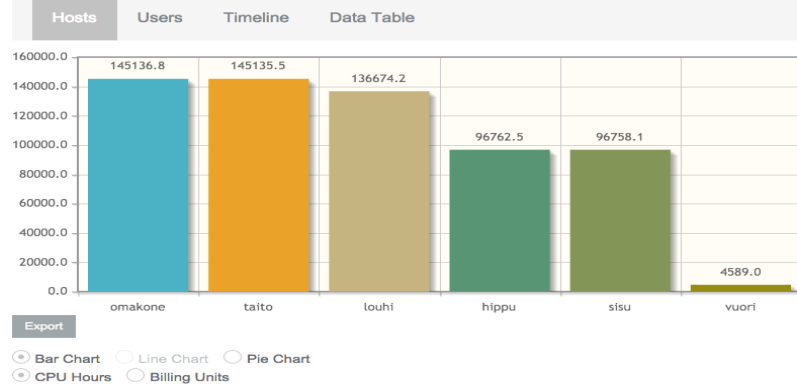 Hosts Users Timeline Data Table
160000.0
145136.8 145135.5
140000.0
136674.2
120000.0
100000.0
96762.5 96758.1
80000.0
60000.0
40000.0
20000.0
4589.0
0.0
omakone taito louhi hippu sisu vuori
Export
Bar Chart Line Chart Pie Chart
CPU Hours Billing Units